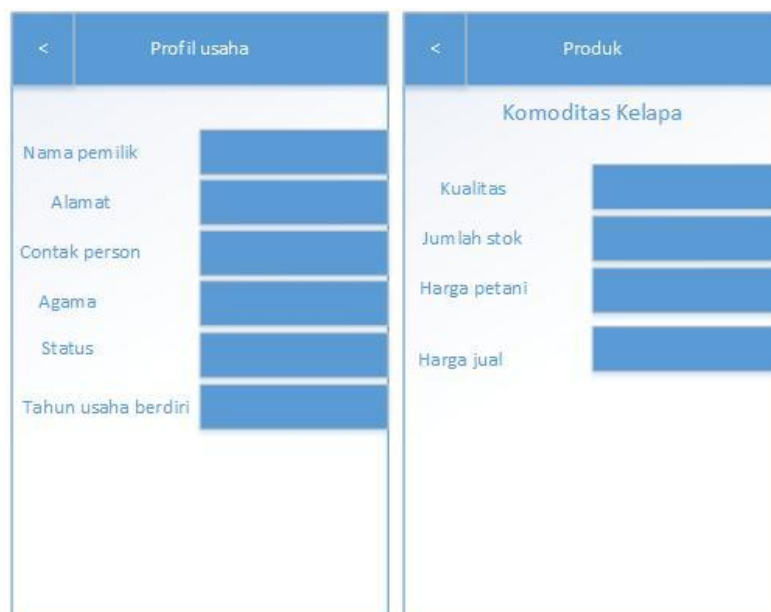 < Profil usaha
Nama pemilik
Alamat
Contak person
Agama
Status
Tahun usaha berdiri
< Produk
Komoditas Kelapa
Kualitas
Jumlah stok
Harga petani
Harga jual